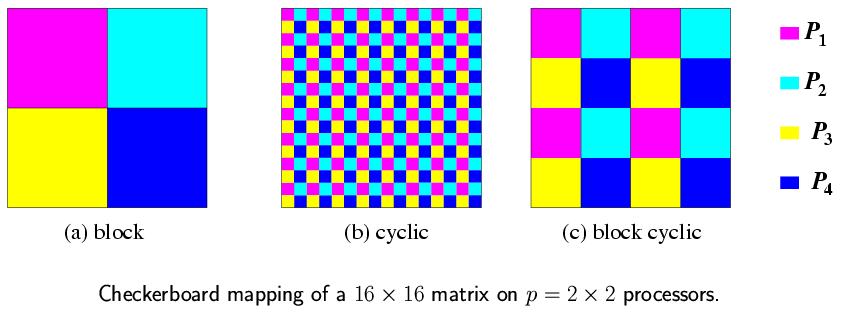 P1
P2
P3
P4
(a) block
(b) cyclic
(c) block cyclic
Checkerboard mapping of a 16 × 16 matrix on p = 2 × 2 processors.